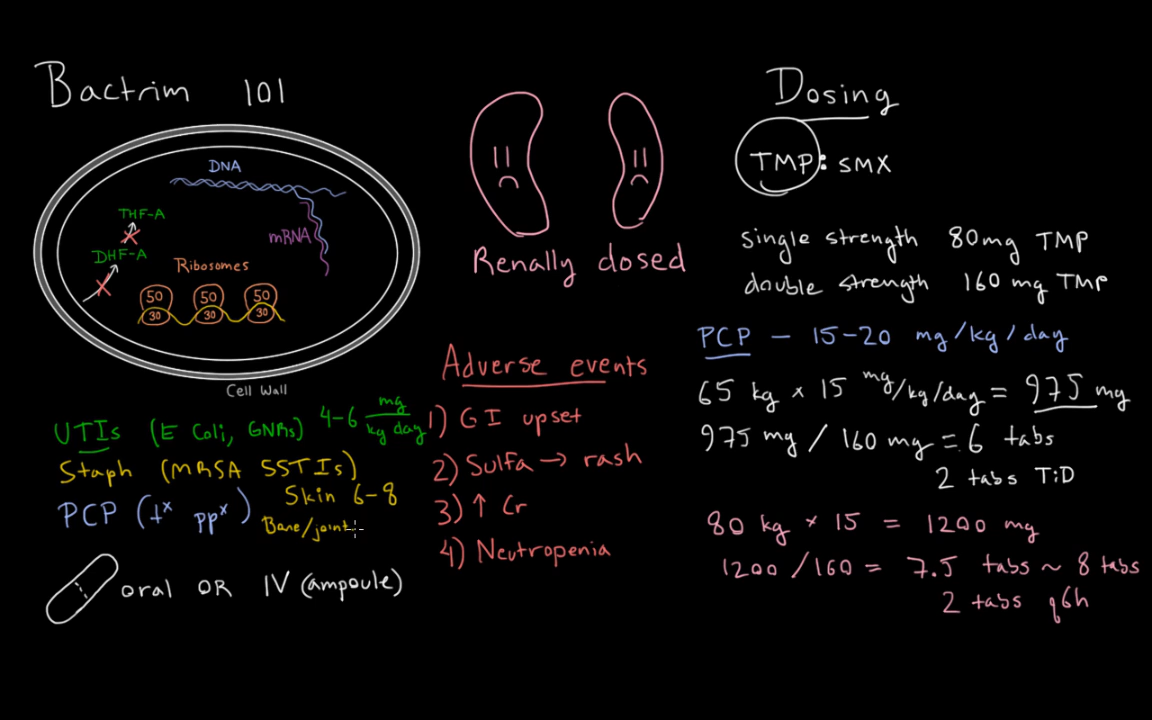 Bactrim 101
DNA
THF-A
mRNA
DHF-A
Ribosomes
50 50 50
30 30 30
Cell Wall
UTIs (E Coli, GNRs) 4-6 mg/kg day
Staph (MRSA SSTIs)
Skin 6-8
PCP (tˣ ppˣ)
Bone/joint
oral OR IV (ampoule)
Renally dosed
Adverse events
1) GI upset
2) Sulfa → rash
3) ↑ Cr
4) Neutropenia
Dosing
TMP: SMX
single strength 80mg TMP
double strength 160 mg TMP
PCP - 15-20 mg/kg/day
65 kg x 15 mg/kg/day = 975 mg
975 mg / 160 mg = 6 tabs
2 tabs TiD
80 kg x 15 = 1200 mg
1200 / 160 = 7.5 tabs ~ 8 tabs
2 tabs q6h